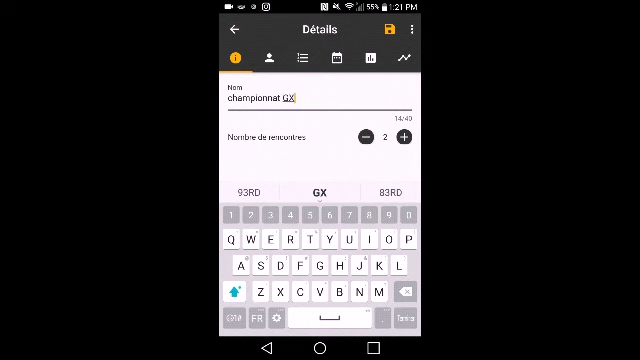 55% 1:21 PM
Détails
Nom
championnat GX
14/40
Nombre de rencontres 2
93RD GX 83RD
1 2 3 4 5 6 7 8 9 0
Q W E R T Y U I O P
A S D F G H J K L
Z X C V B N M
FR .